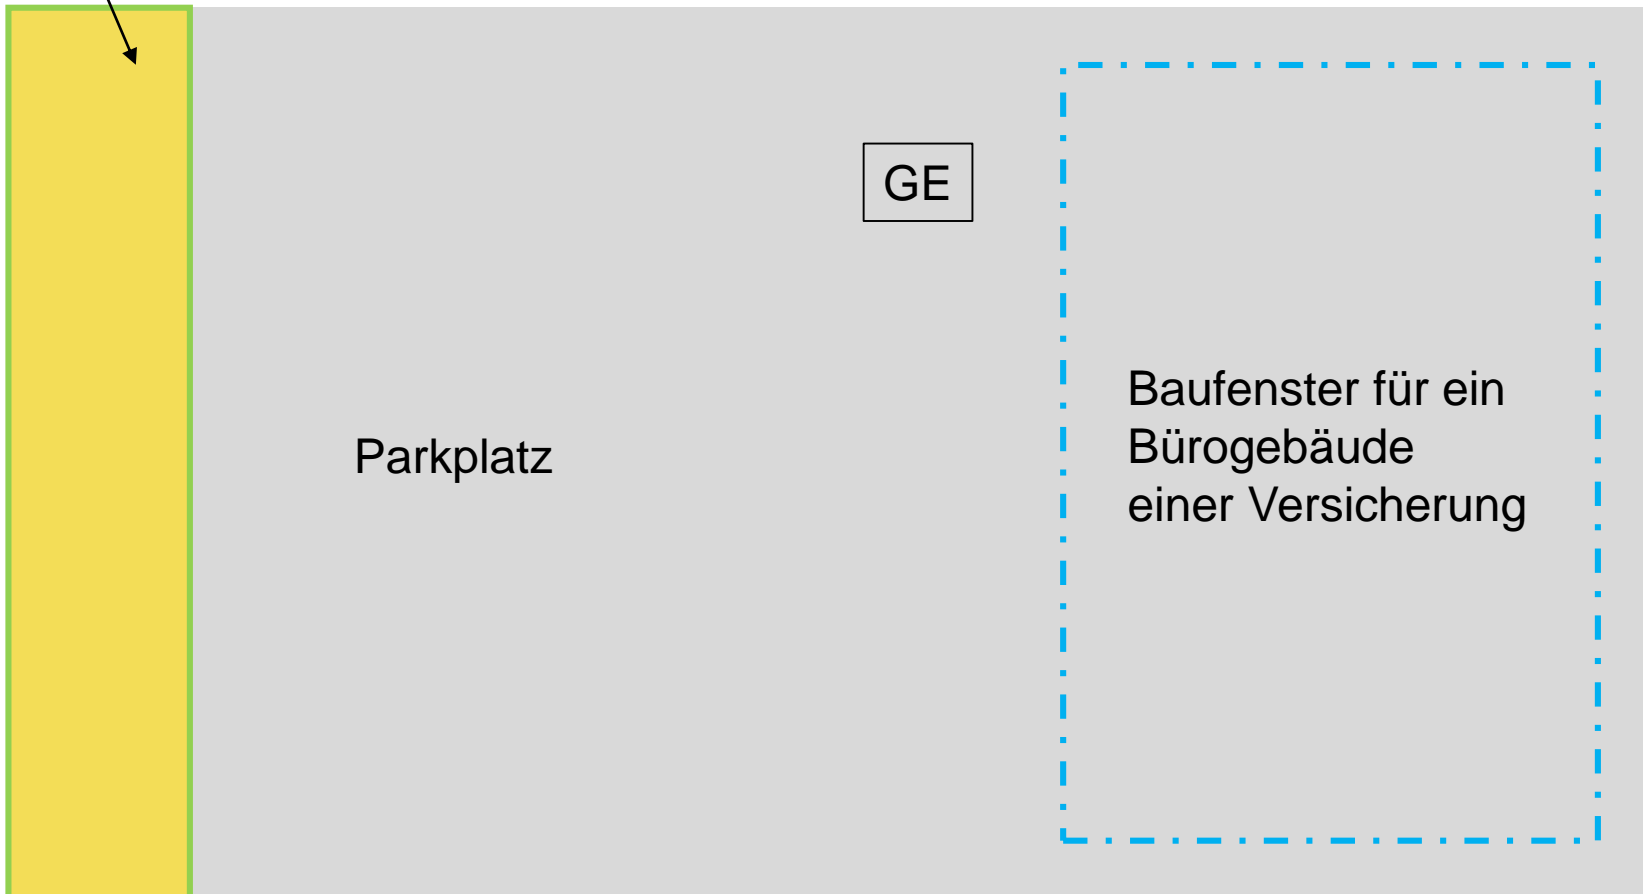 GE
Parkplatz
Baufenster für ein
Bürogebäude
einer Versicherung